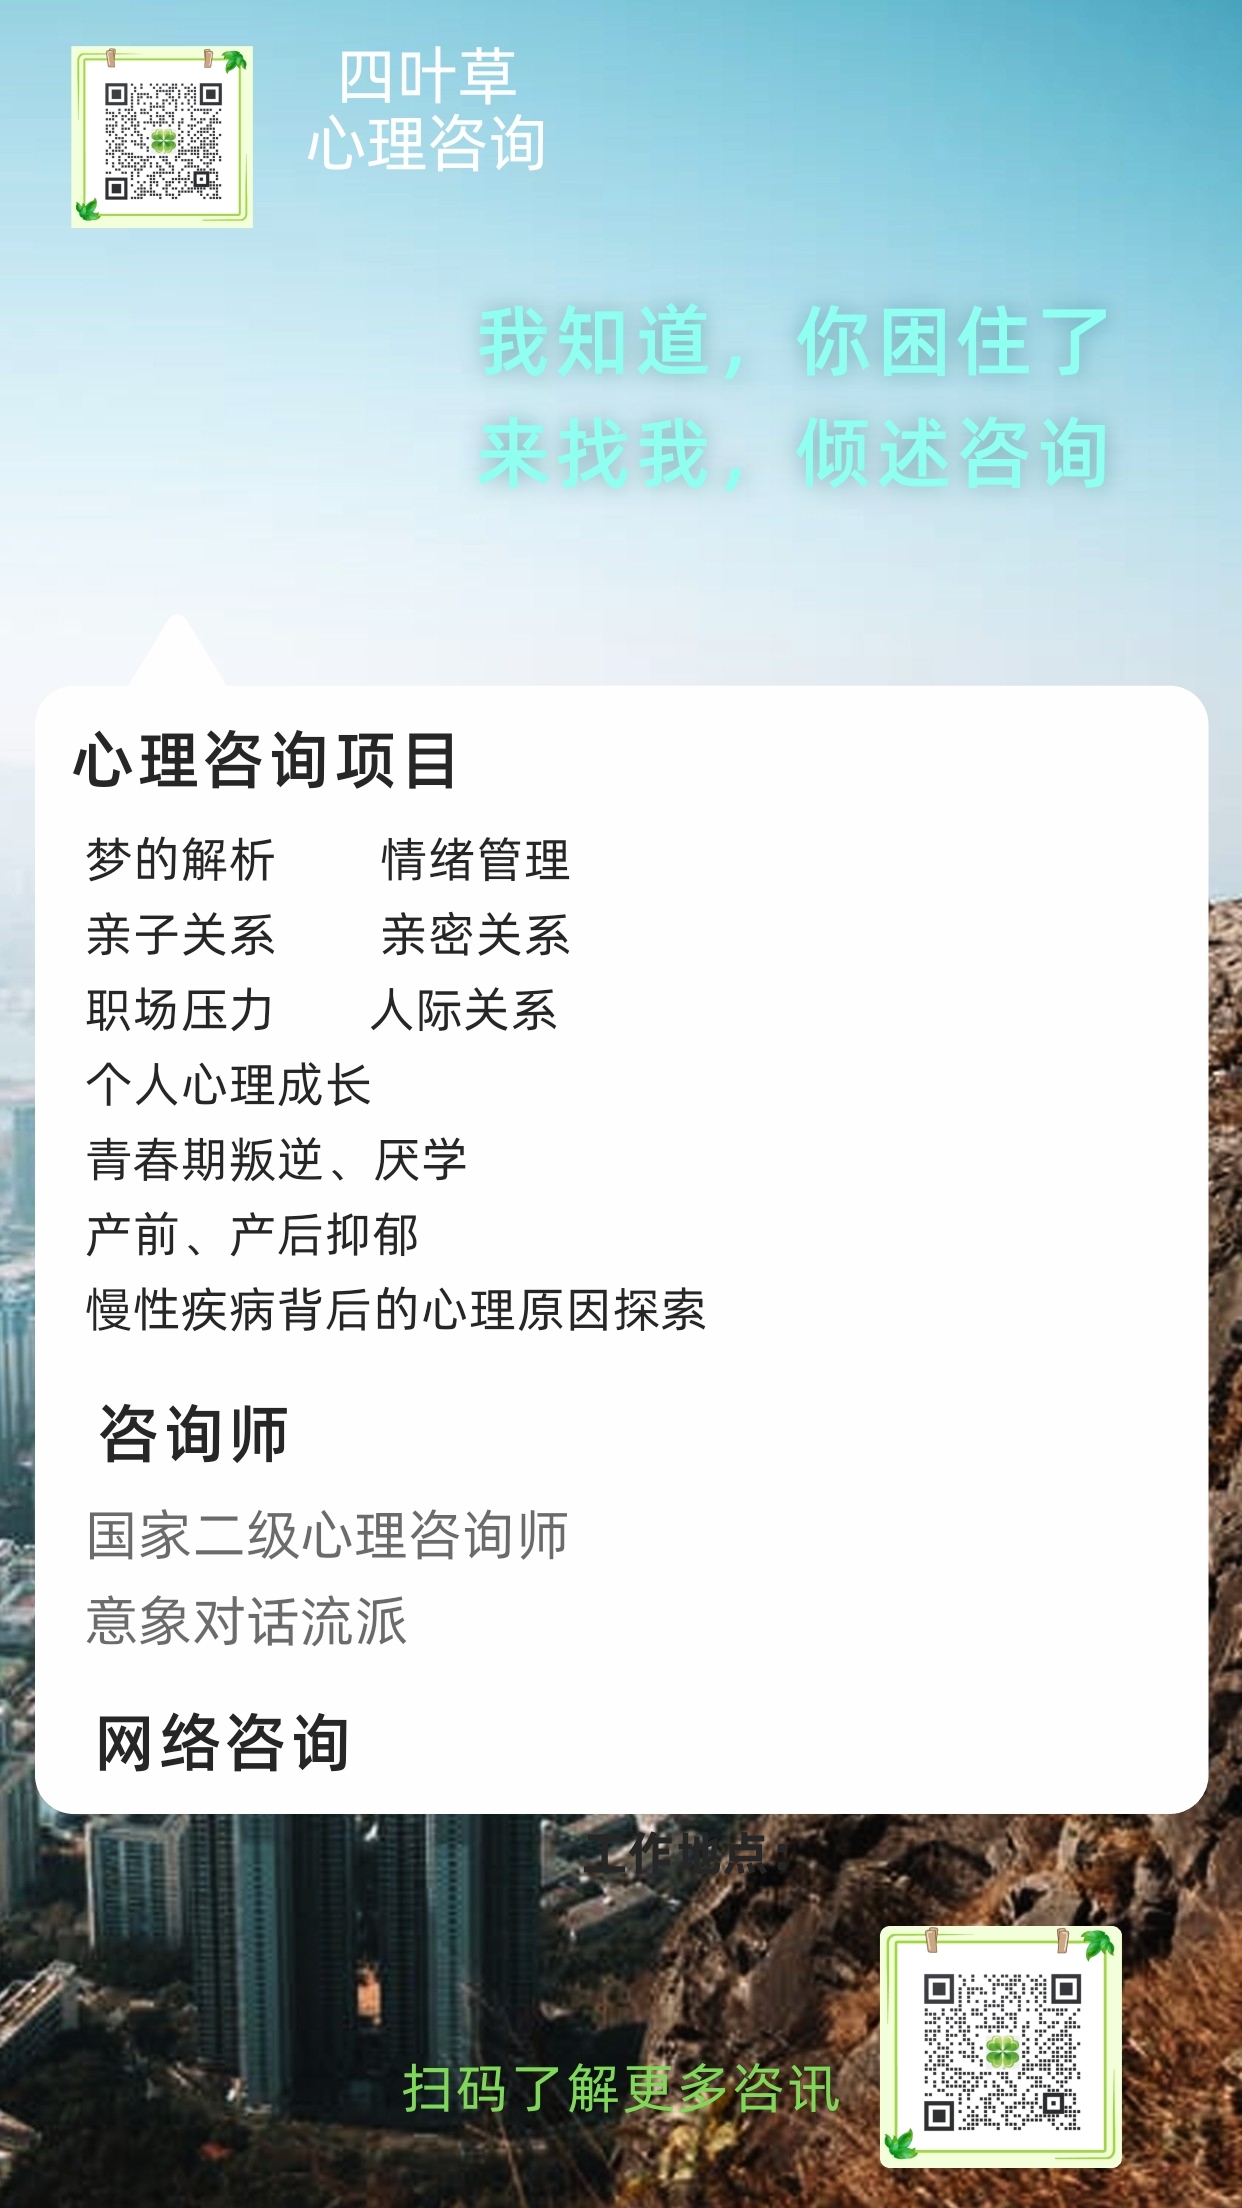 四叶草
心理咨询
我知道，你困住了
来找我，倾述咨询
心理咨询项目
梦的解析 情绪管理
亲子关系 亲密关系
职场压力 人际关系
个人心理成长
青春期叛逆、厌学
产前、产后抑郁
慢性疾病背后的心理原因探索
咨询师
国家二级心理咨询师
意象对话流派
网络咨询
工作地点：
扫码了解更多咨讯